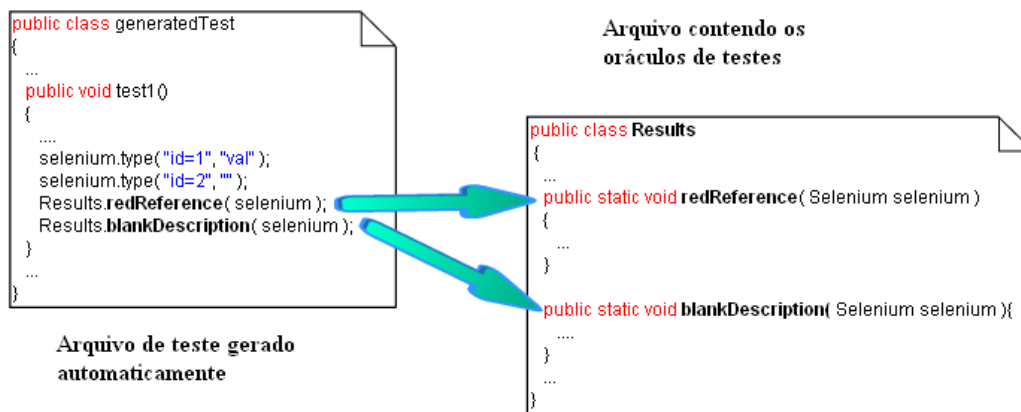 public class generatedTest
{
...
public void test1()
{
....
selenium.type( "id=1", "val" );
selenium.type( "id=2", "" );
Results.redReference( selenium );
Results.blankDescription( selenium );
}
...
}
Arquivo de teste gerado
automaticamente
Arquivo contendo os
oráculos de testes
public class Results
{
...
public static void redReference( Selenium selenium )
{
...
}
public static void blankDescription( Selenium selenium ){
....
}
...
}